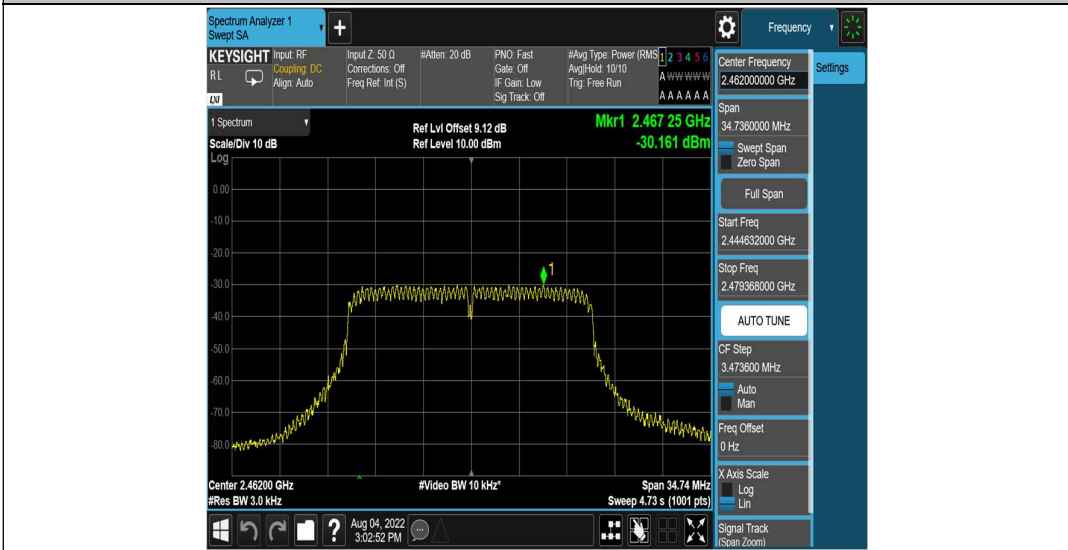 Spectrum Analyzer 1
Swept SA
Frequency
KEYSIGHT
RL
LXI
Input: RF
Coupling: DC
Align: Auto
Input Z: 50 Ω
Corrections: Off
Freq Ref: Int (S)
#Atten: 20 dB
PNO: Fast
Gate: Off
IF Gain: Low
Sig Track: Off
#Avg Type: Power (RMS
Avg|Hold: 10/10
Trig: Free Run
1 2 3 4 5 6
A W W W W W
A A A A A A
1 Spectrum
Scale/Div 10 dB
Ref Lvl Offset 9.12 dB
Ref Level 10.00 dBm
Mkr1 2.467 25 GHz
-30.161 dBm
Log
0.00
-10.0
-20.0
-30.0
-40.0
-50.0
-60.0
-70.0
-80.0
1
Center 2.46200 GHz
#Res BW 3.0 kHz
#Video BW 10 kHz*
Span 34.74 MHz
Sweep 4.73 s (1001 pts)
Aug 04, 2022
3:02:52 PM
Center Frequency
2.462000000 GHz
Settings
Span
34.7360000 MHz
Swept Span
Zero Span
Full Span
Start Freq
2.444632000 GHz
Stop Freq
2.479368000 GHz
AUTO TUNE
CF Step
3.473600 MHz
Auto
Man
Freq Offset
0 Hz
X Axis Scale
Log
Lin
Signal Track
(Span Zoom)